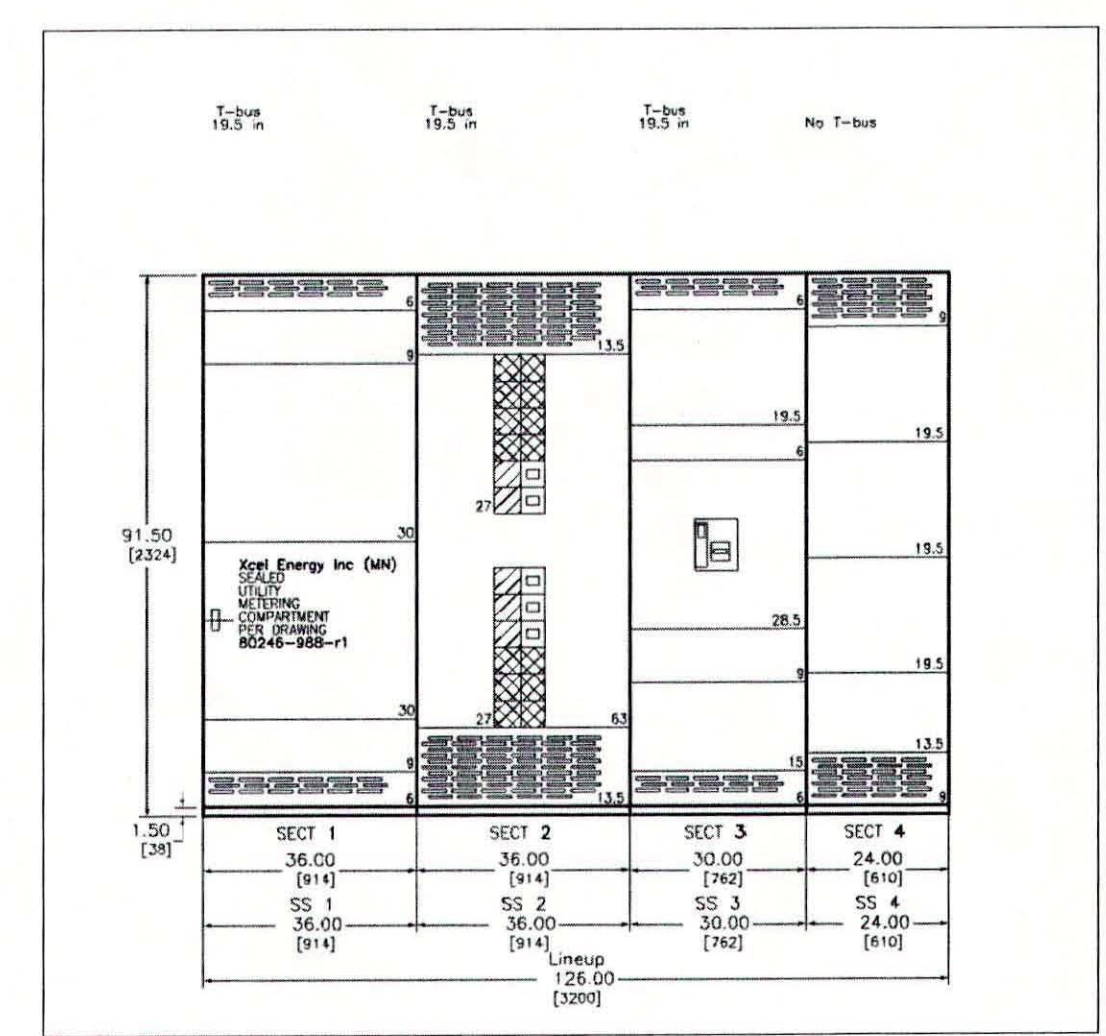 T-bus
19.5 in
T-bus
19.5 in
T-bus
19.5 in
No T-bus
6
9
30
30
9
6
13.5
27
27
63
13.5
6
19.5
6
28.5
9
15
6
9
19.5
19.5
19.5
13.5
9
91.50
[2324]
Xcel Energy Inc (MN)
SEALED
UTILITY
METERING
COMPARTMENT
PER DRAWING
80246-988-r1
1.50
[38]
SECT 1
36.00
[914]
SS 1
36.00
[914]
SECT 2
36.00
[914]
SS 2
36.00
[914]
SECT 3
30.00
[762]
SS 3
30.00
[762]
SECT 4
24.00
[610]
SS 4
24.00
[610]
Lineup
126.00
[3200]